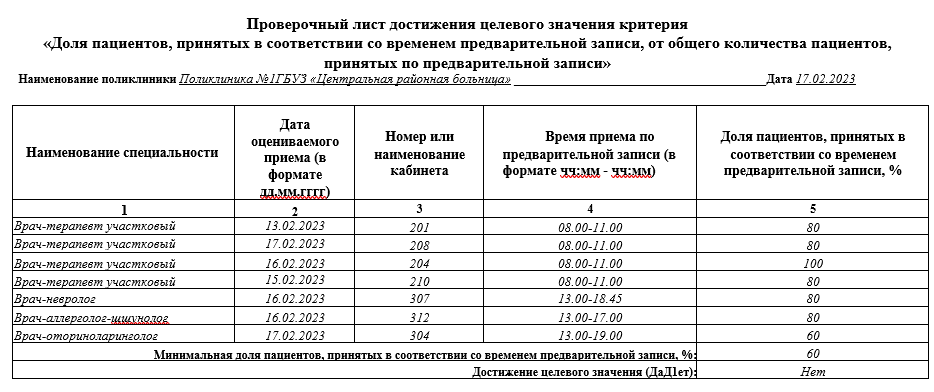 Проверочный лист достижения целевого значения критерия
«Доля пациентов, принятых в соответствии со временем предварительной записи, от общего количества пациентов,
принятых по предварительной записи»
Наименование поликлиники Поликлиника №1ГБУЗ «Центральная районная больница» Дата 17.02.2023
Наименование специальности
Дата
оцениваемого
приема (в
формате
дд.мм.гггг)
Номер или
наименование
кабинета
Время приема по
предварительной записи (в
формате чч:мм - чч:мм)
Доля пациентов, принятых в
соответствии со временем
предварительной записи, %
1 2 3 4 5
Врач-терапевт участковый 13.02.2023 201 08.00-11.00 80
Врач-терапевт участковый 17.02.2023 208 08.00-11.00 80
Врач-терапевт участковый 16.02.2023 204 08.00-11.00 100
Врач-терапевт участковый 15.02.2023 210 08.00-11.00 80
Врач-невролог 16.02.2023 307 13.00-18.45 80
Врач-аллерголог-шшунолог 16.02.2023 312 13.00-17.00 80
Врач-оториноларинголог 17.02.2023 304 13.00-19.00 60
Минимальная доля пациентов, принятых в соответствии со временем предварительной записи, %: 60
Достижение целевого значения (ДаД1ет): Нет